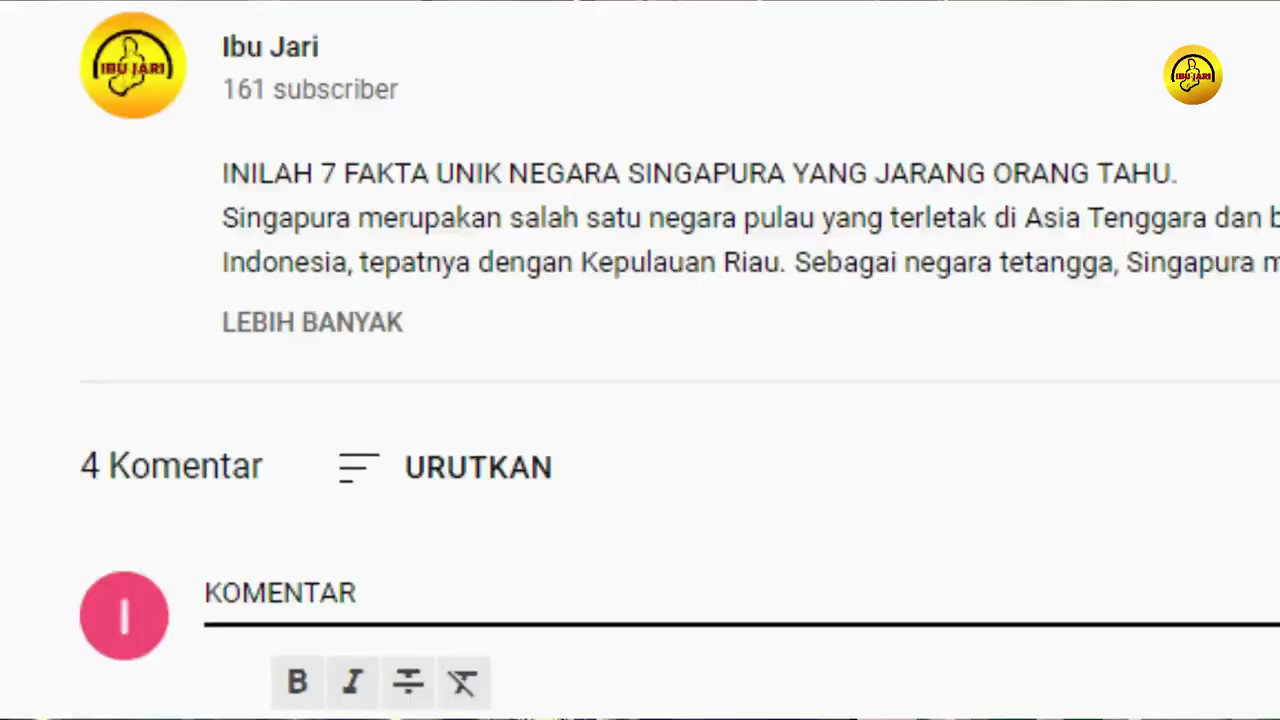 IBU JARI
Ibu Jari
161 subscriber
IBU JARI
INILAH 7 FAKTA UNIK NEGARA SINGAPURA YANG JARANG ORANG TAHU.
Singapura merupakan salah satu negara pulau yang terletak di Asia Tenggara dan b
Indonesia, tepatnya dengan Kepulauan Riau. Sebagai negara tetangga, Singapura m
LEBIH BANYAK
4 Komentar
URUTKAN
I
KOMENTAR
B I T T